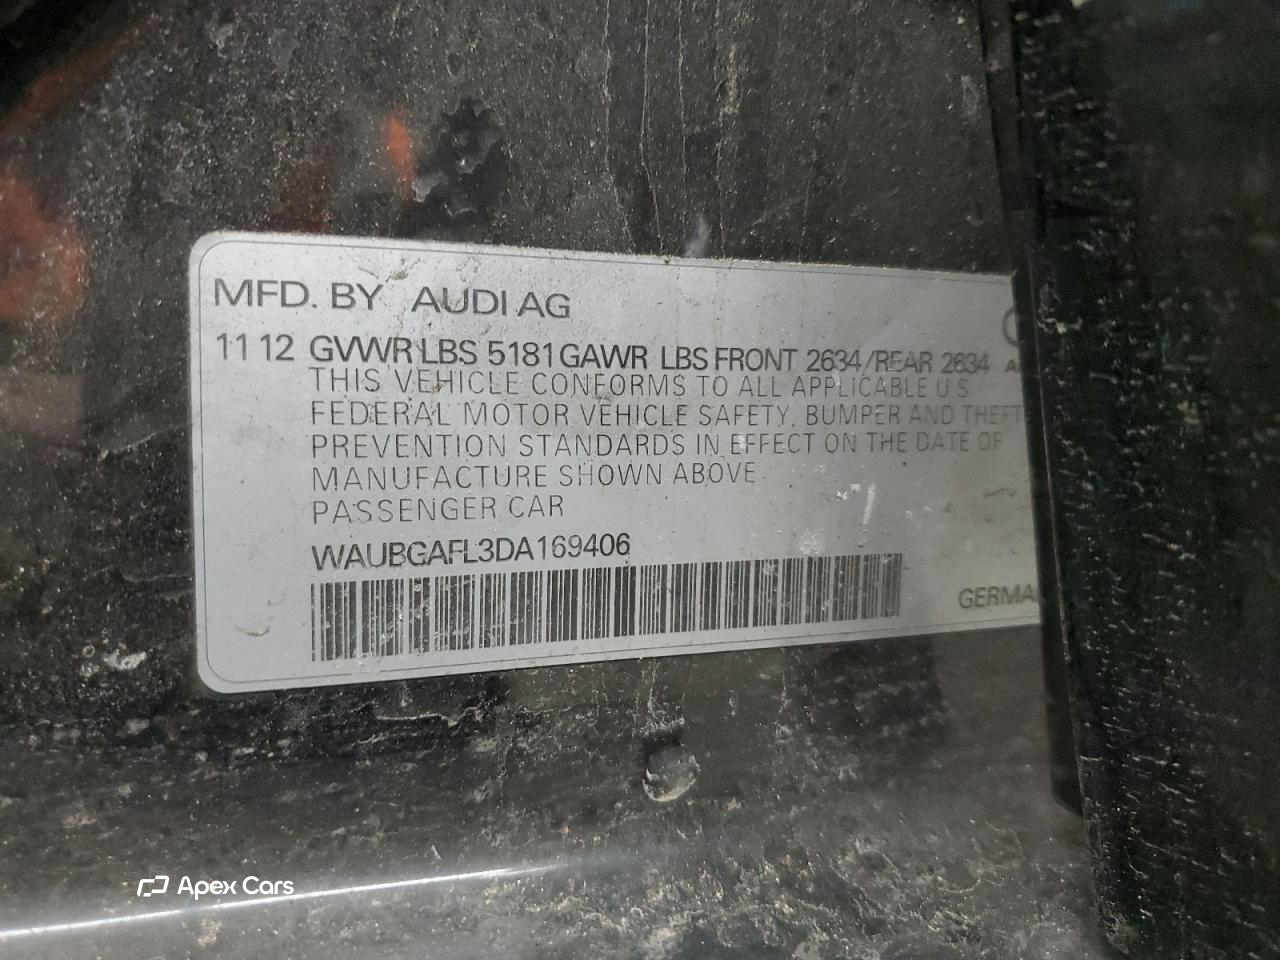 MFD. BY AUDI AG
11 12 GVWR LBS 5181 GAWR LBS FRONT 2634/REAR 2634
THIS VEHICLE CONFORMS TO ALL APPLICABLE U S
FEDERAL MOTOR VEHICLE SAFETY, BUMPER AND THEFT
PREVENTION STANDARDS IN EFFECT ON THE DATE OF
MANUFACTURE SHOWN ABOVE
PASSENGER CAR
WAUBGAFL3DA169406
GERMA
Apex Cars